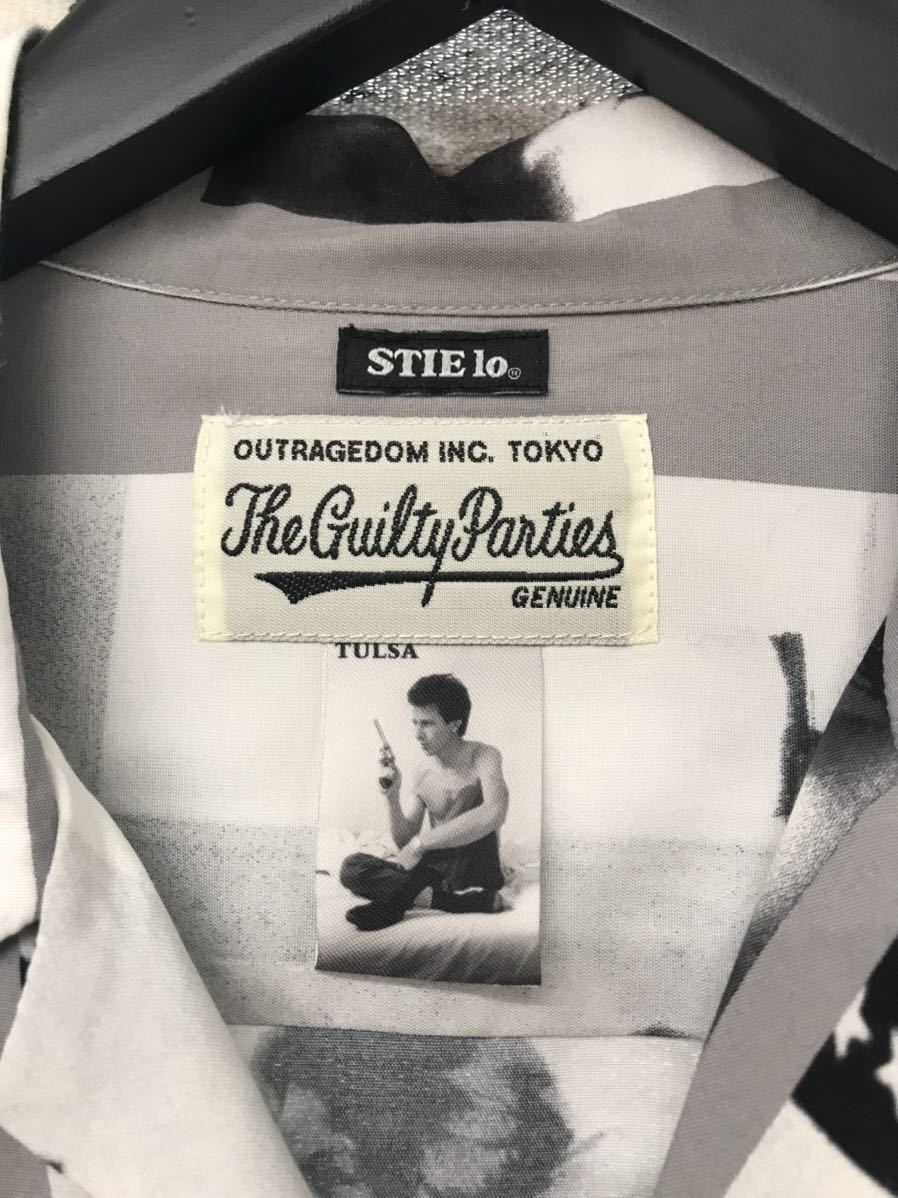 STIE lo®
OUTRAGEDOM INC. TOKYO
The Guilty Parties
GENUINE
TULSA